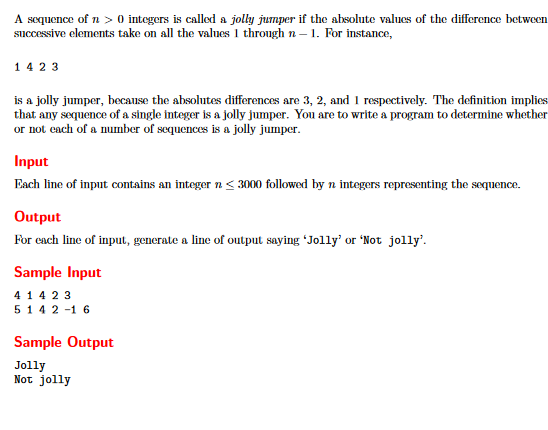 A sequence of n > 0 integers is called a jolly jumper if the absolute values of the difference between
successive elements take on all the values 1 through n − 1. For instance,
1 4 2 3
is a jolly jumper, because the absolutes differences are 3, 2, and 1 respectively. The definition implies
that any sequence of a single integer is a jolly jumper. You are to write a program to determine whether
or not each of a number of sequences is a jolly jumper.
Input
Each line of input contains an integer n ≤ 3000 followed by n integers representing the sequence.
Output
For each line of input, generate a line of output saying ‘Jolly’ or ‘Not jolly’.
Sample Input
4 1 4 2 3
5 1 4 2 -1 6
Sample Output
Jolly
Not jolly